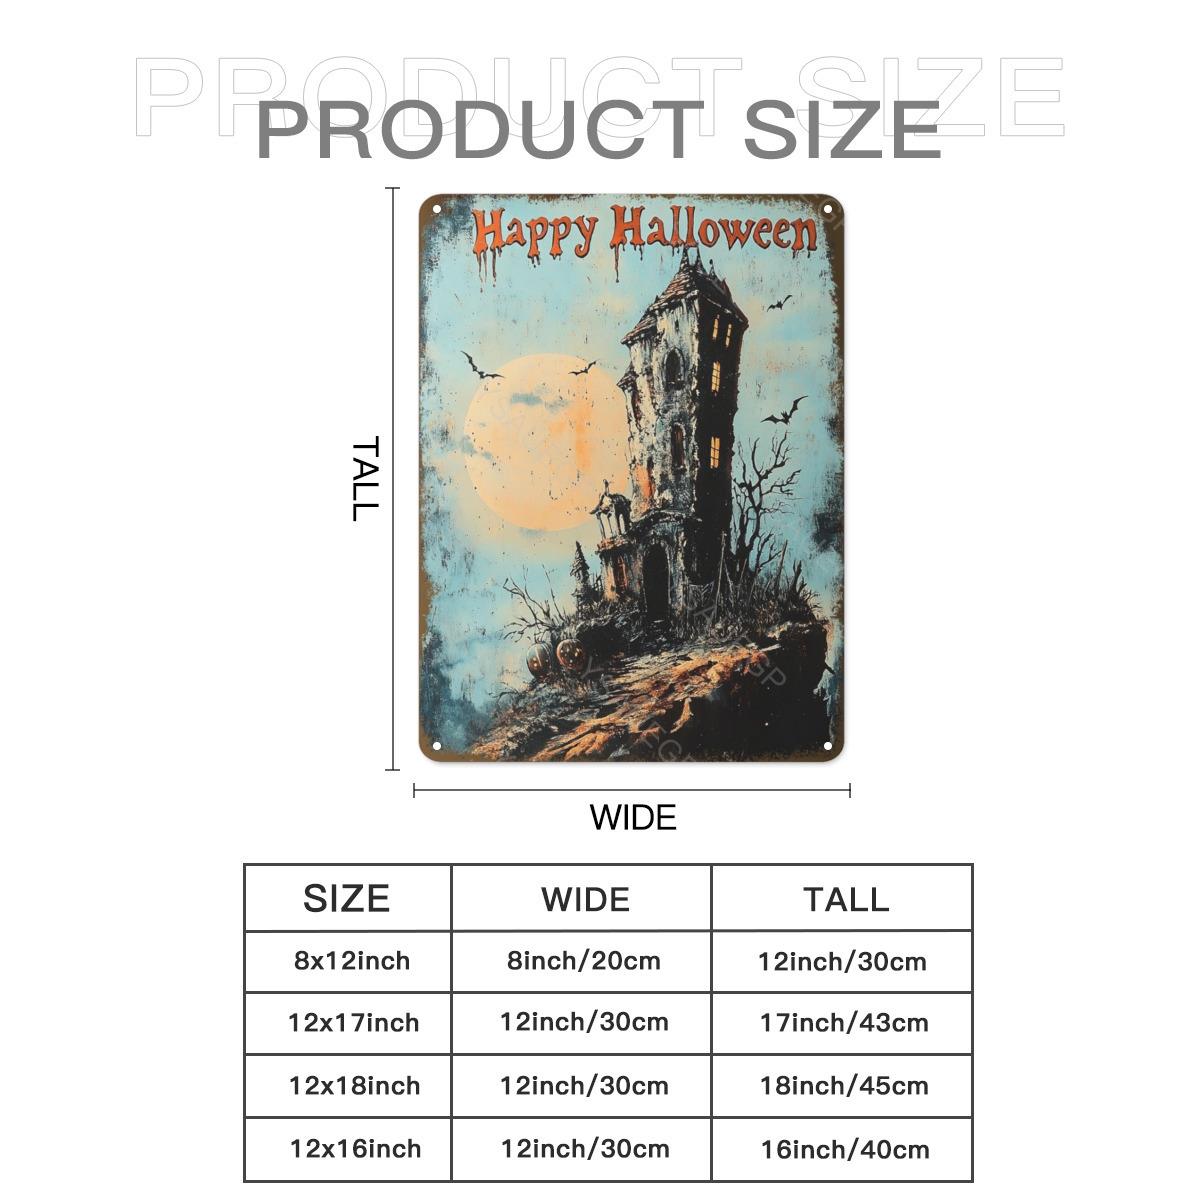 PRODUCT SIZE
PRODUCT SIZE
Happy Halloween
TALL
WIDE
SIZE WIDE TALL
8x12inch 8inch/20cm 12inch/30cm
12x17inch 12inch/30cm 17inch/43cm
12x18inch 12inch/30cm 18inch/45cm
12x16inch 12inch/30cm 16inch/40cm